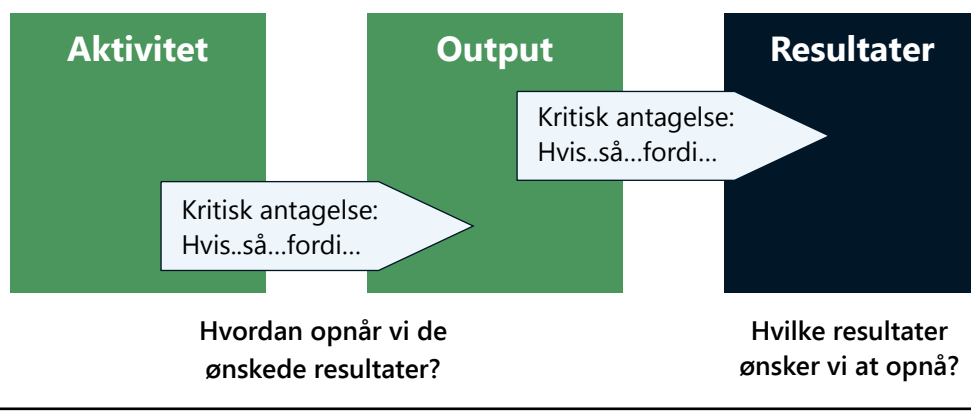 Aktivitet
Output
Resultater
Kritisk antagelse:
Hvis..så...fordi...
Kritisk antagelse:
Hvis..så...fordi...
Hvordan opnår vi de
ønskede resultater?
Hvilke resultater
ønsker vi at opnå?